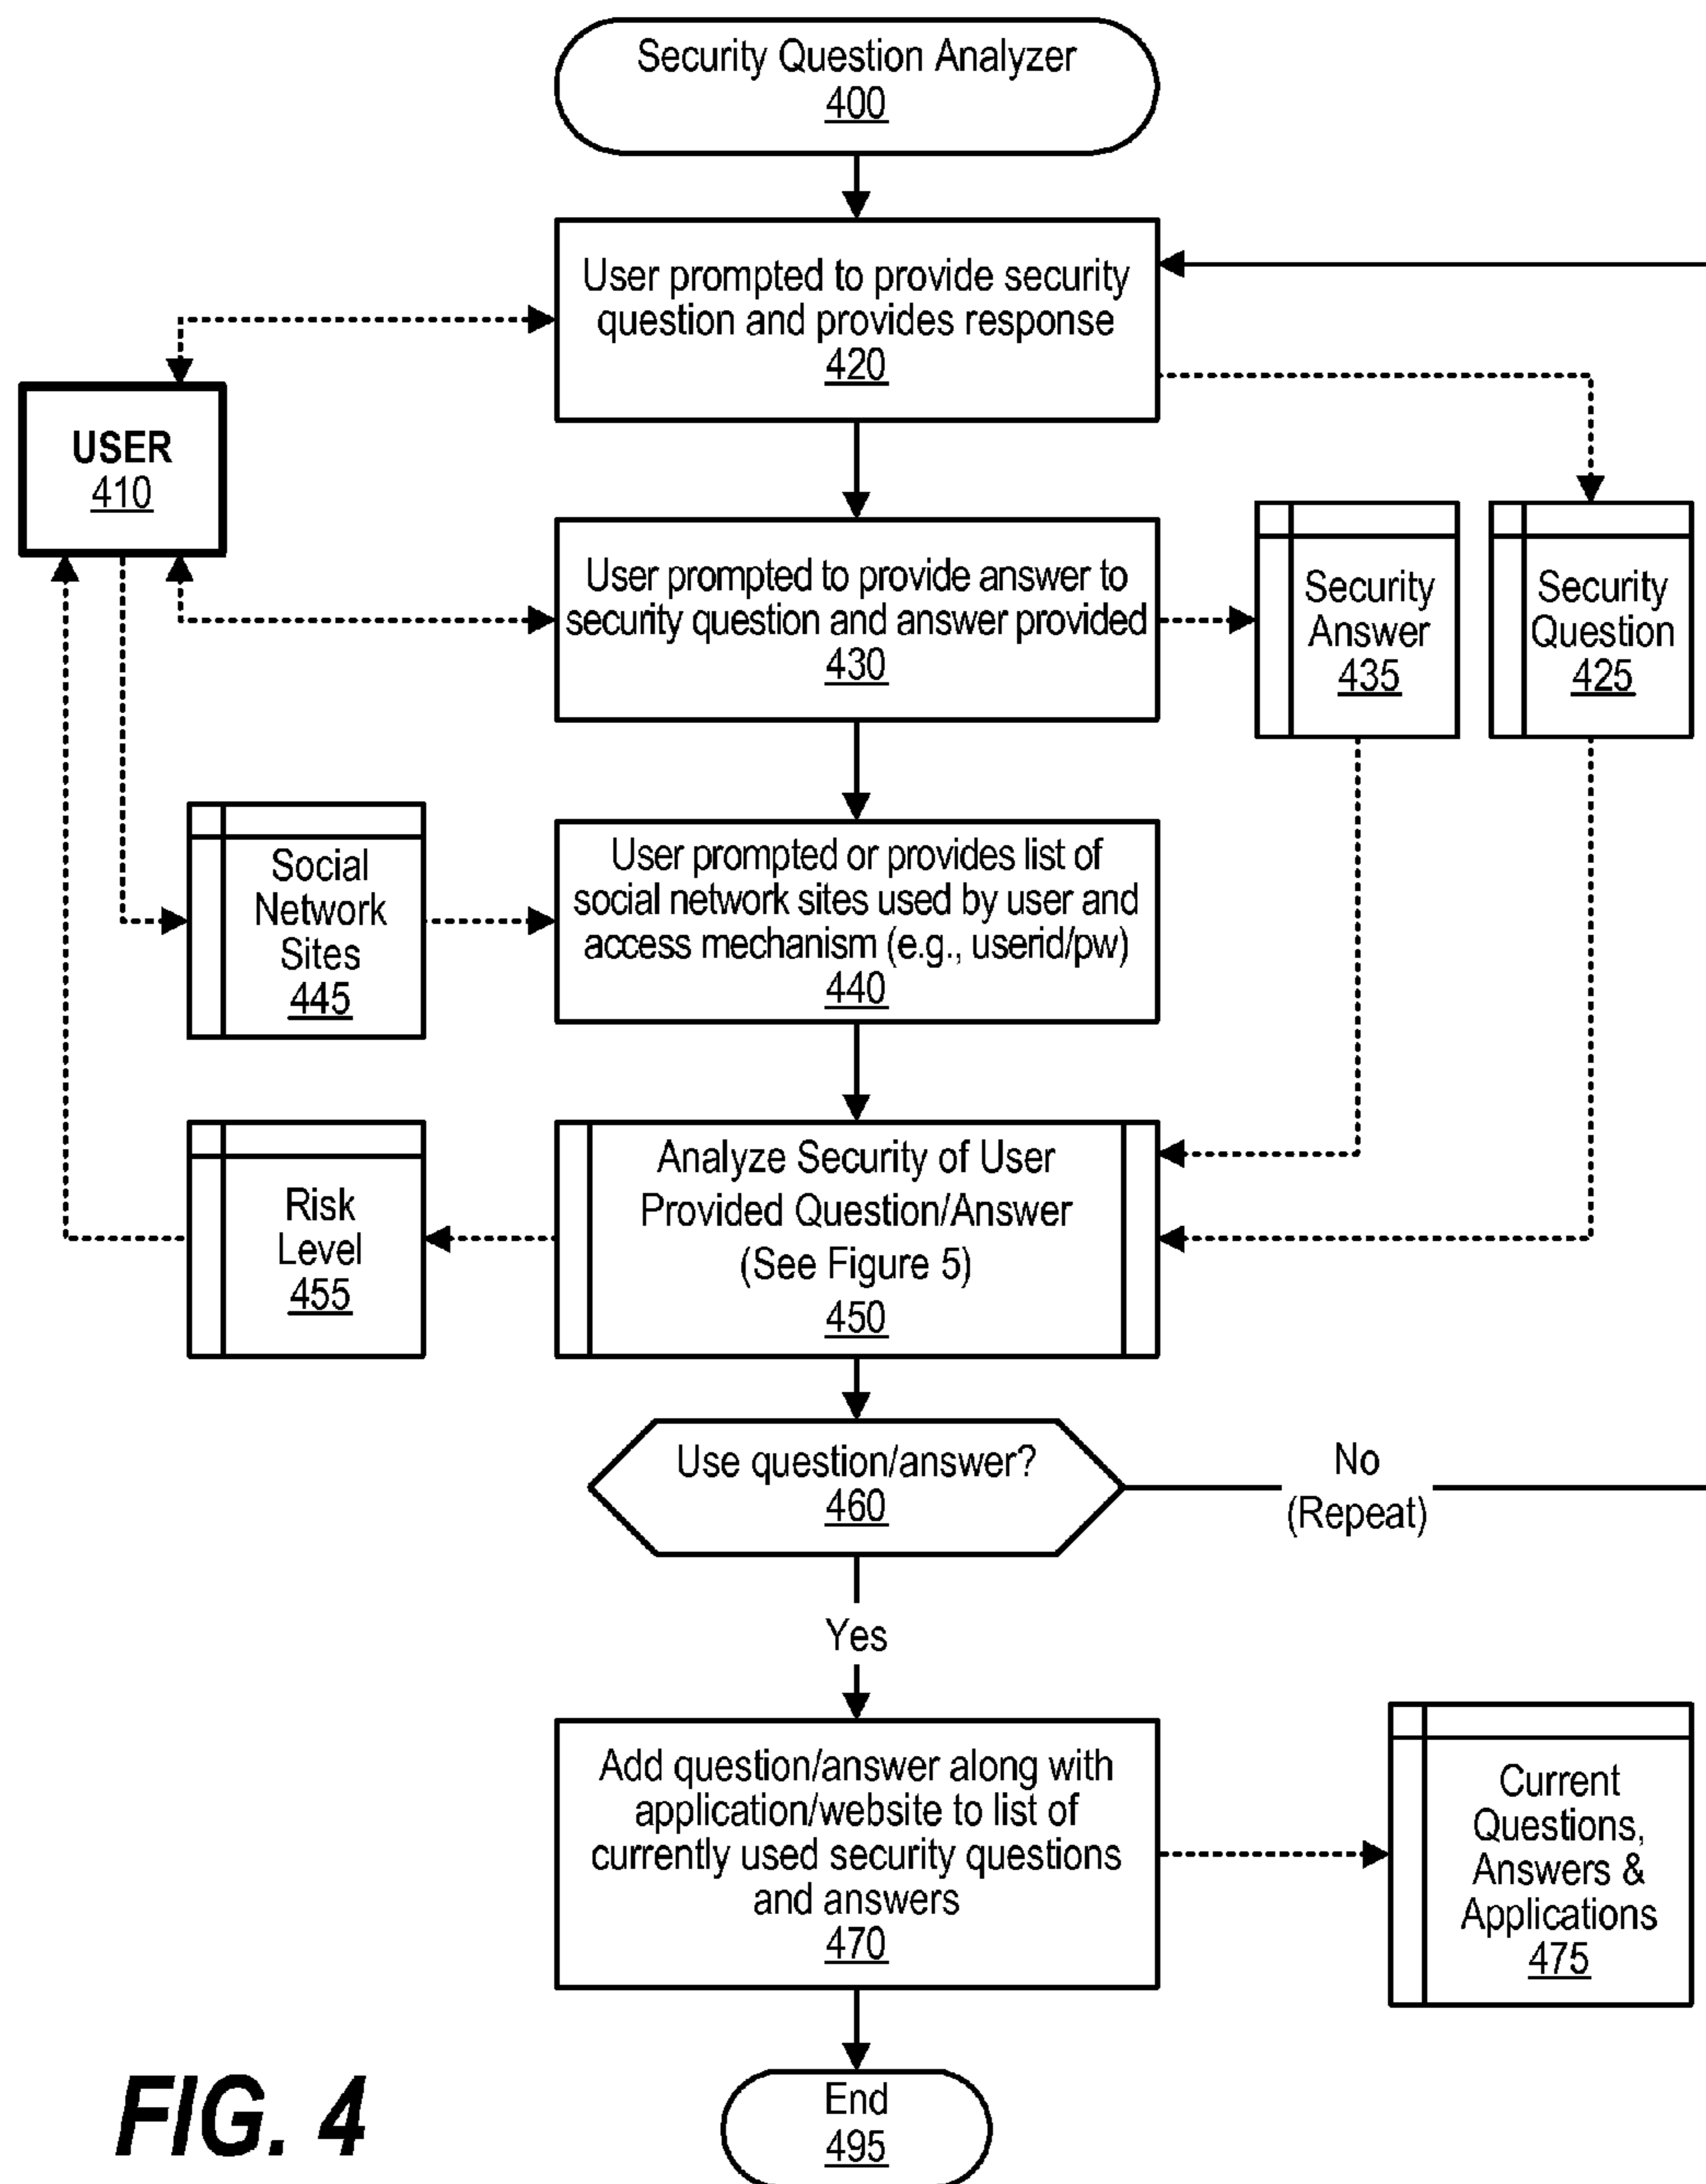 Security Question Analyzer
400
User prompted to provide security
question and provides response
420
USER
410
User prompted to provide answer to
security question and answer provided
430
Security
Answer
435
Security
Question
425
Social
Network
Sites
445
User prompted or provides list of
social network sites used by user and
access mechanism (e.g., userid/pw)
440
Risk
Level
455
Analyze Security of User
Provided Question/Answer
(See Figure 5)
450
Use question/answer?
460
No
(Repeat)
Yes
Add question/answer along with
application/website to list of
currently used security questions
and answers
470
Current
Questions,
Answers &
Applications
475
End
495
FIG. 4